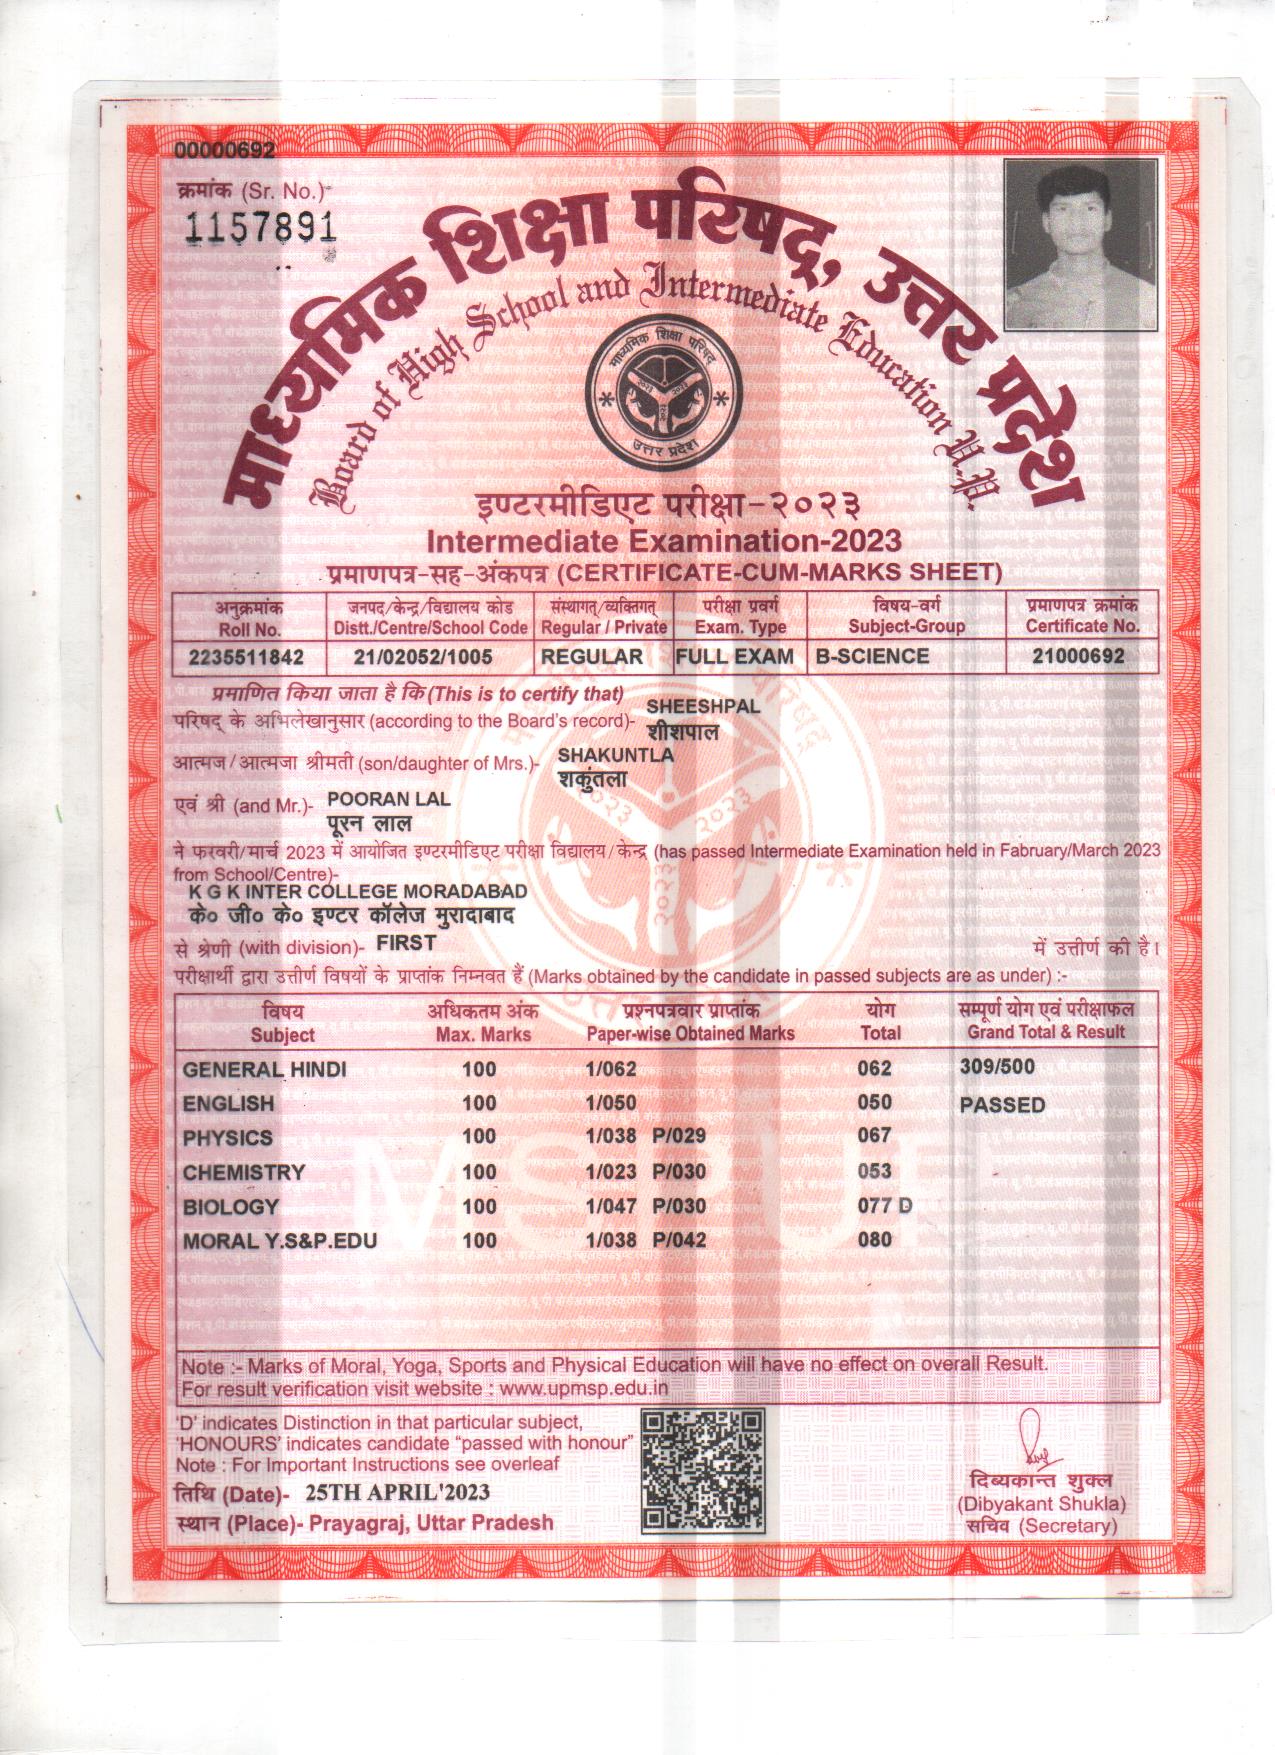 00000692
क्रमांक (Sr. No.)-
1157891
माध्यमिक शिक्षा परिषद्, उत्तर प्रदेश
Board of High School and Intermediate Education U.P.
माध्यमिक शिक्षा परिषद्
२०२३ २०२३
२०२३
उत्तर प्रदेश
इण्टरमीडिएट परीक्षा-२०२३
Intermediate Examination-2023
प्रमाणपत्र-सह-अंकपत्र (CERTIFICATE-CUM-MARKS SHEET)
अनुक्रमांक जनपद/केन्द्र/विद्यालय कोड संस्थागत्/व्यक्तिगत् परीक्षा प्रवर्ग विषय-वर्ग प्रमाणपत्र क्रमांक
Roll No. Distt./Centre/School Code Regular / Private Exam. Type Subject-Group Certificate No.
2235511842 21/02052/1005 REGULAR FULL EXAM B-SCIENCE 21000692
प्रमाणित किया जाता है कि (This is to certify that)
परिषद् के अभिलेखानुसार (according to the Board's record)- SHEESHPAL
शीशपाल
आत्मज/आत्मजा श्रीमती (son/daughter of Mrs.)- SHAKUNTLA
शकुंतला
एवं श्री (and Mr.)- POORAN LAL
पूरन लाल
ने फरवरी/मार्च 2023 में आयोजित इण्टरमीडिएट परीक्षा विद्यालय/केन्द्र (has passed Intermediate Examination held in Fabruary/March 2023
from School/Centre)-
K G K INTER COLLEGE MORADABAD
के० जी० के० इण्टर कॉलेज मुरादाबाद
से श्रेणी (with division)- FIRST में उत्तीर्ण की है।
परीक्षार्थी द्वारा उत्तीर्ण विषयों के प्राप्तांक निम्नवत हैं (Marks obtained by the candidate in passed subjects are as under) :-
विषय अधिकतम अंक प्रश्नपत्रवार प्राप्तांक योग सम्पूर्ण योग एवं परीक्षाफल
Subject Max. Marks Paper-wise Obtained Marks Total Grand Total & Result
GENERAL HINDI 100 1/062 062 309/500
ENGLISH 100 1/050 050 PASSED
PHYSICS 100 1/038 P/029 067
CHEMISTRY 100 1/023 P/030 053
BIOLOGY 100 1/047 P/030 077 D
MORAL Y.S&P.EDU 100 1/038 P/042 080
Note :- Marks of Moral, Yoga, Sports and Physical Education will have no effect on overall Result.
For result verification visit website : www.upmsp.edu.in
'D' indicates Distinction in that particular subject,
'HONOURS' indicates candidate "passed with honour"
Note : For Important Instructions see overleaf
तिथि (Date)- 25TH APRIL'2023
स्थान (Place)- Prayagraj, Uttar Pradesh
दिब्यकान्त शुक्ल
(Dibyakant Shukla)
सचिव (Secretary)